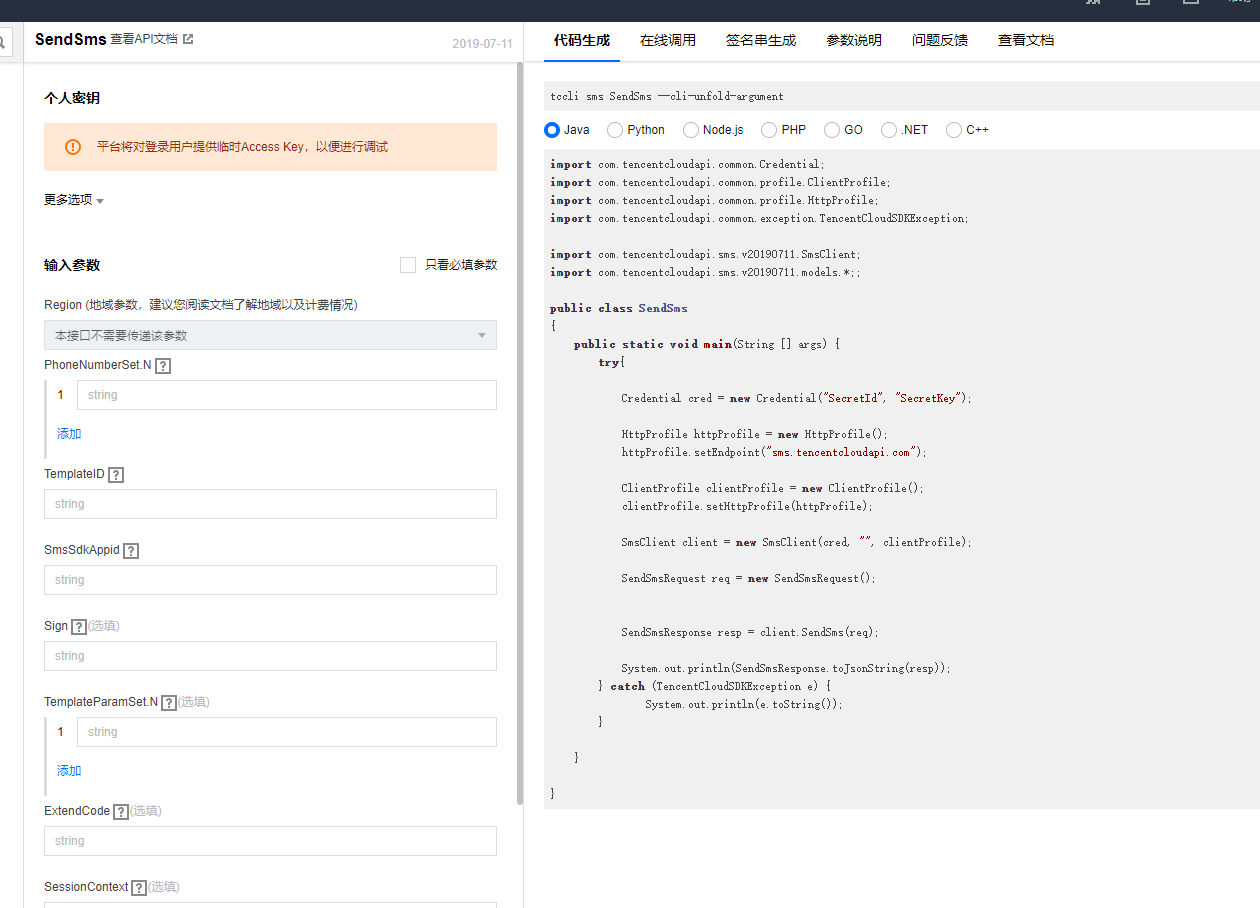 SendSms 查看API文档
2019-07-11
个人密钥
平台将对登录用户提供临时Access Key，以便进行调试
更多选项
输入参数
只看必填参数
Region (地域参数，建议您阅读文档了解地域以及计费情况)
本接口不需要传递该参数
PhoneNumberSet.N ?
1 string
添加
TemplateID ?
string
SmsSdkAppid ?
string
Sign ? (选填)
string
TemplateParamSet.N ? (选填)
1 string
添加
ExtendCode ? (选填)
string
SessionContext ? (选填)
代码生成 在线调用 签名串生成 参数说明 问题反馈 查看文档
tccli sms SendSms --cli-unfold-argument
Java Python Node.js PHP GO .NET C++
import com.tencentcloudapi.common.Credential;
import com.tencentcloudapi.common.profile.ClientProfile;
import com.tencentcloudapi.common.profile.HttpProfile;
import com.tencentcloudapi.common.exception.TencentCloudSDKException;
import com.tencentcloudapi.sms.v20190711.SmsClient;
import com.tencentcloudapi.sms.v20190711.models.*;;
public class SendSms
{
public static void main(String [] args) {
try{
Credential cred = new Credential("SecretId", "SecretKey");
HttpProfile httpProfile = new HttpProfile();
httpProfile.setEndpoint("sms.tencentcloudapi.com");
ClientProfile clientProfile = new ClientProfile();
clientProfile.setHttpProfile(httpProfile);
SmsClient client = new SmsClient(cred, "", clientProfile);
SendSmsRequest req = new SendSmsRequest();
SendSmsResponse resp = client.SendSms(req);
System.out.println(SendSmsResponse.toJsonString(resp));
} catch (TencentCloudSDKException e) {
System.out.println(e.toString());
}
}
}